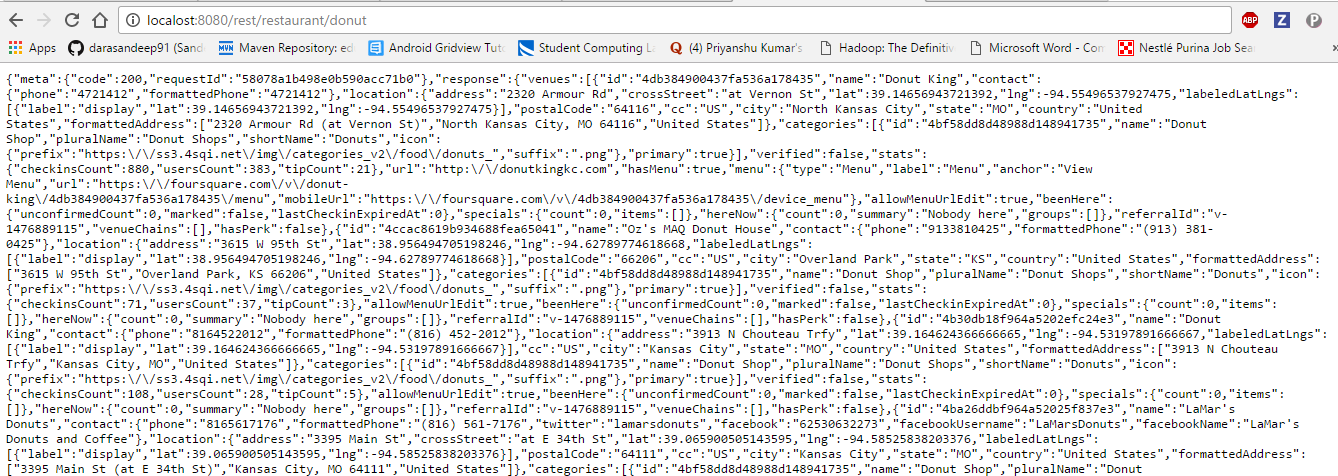 localost:8080/rest/restaurant/donut
ABP Z P
Apps darasandeep91 (Sand Maven Repository: ed Android Gridview Tuto Student Computing La Q (4) Priyanshu Kumar's Hadoop: The Definitiv Microsoft Word - Com Nestlé Purina Job Sea
{"meta":{"code":200,"requestId":"58078a1b498e0b590acc71b0"},"response":{"venues":[{"id":"4db384900437fa536a178435","name":"Donut King","contact":
{"phone":"4721412","formattedPhone":"4721412"},"location":{"address":"2320 Armour Rd","crossStreet":"at Vernon St","lat":39.14656943721392,"lng":-94.55496537927475,"labeledLatLngs":
[{"label":"display","lat":39.14656943721392,"lng":-94.55496537927475}],"postalCode":"64116","cc":"US","city":"North Kansas City","state":"MO","country":"United
States","formattedAddress":["2320 Armour Rd (at Vernon St)","North Kansas City, MO 64116","United States"]},"categories":[{"id":"4bf58dd8d48988d148941735","name":"Donut
Shop","pluralName":"Donut Shops","shortName":"Donuts","icon":
{"prefix":"https:\/\/ss3.4sqi.net\/img\/categories_v2\/food\/donuts_","suffix":".png"},"primary":true}],"verified":false,"stats":
{"checkinsCount":880,"usersCount":383,"tipCount":21},"url":"http:\/\/donutkingkc.com","hasMenu":true,"menu":{"type":"Menu","label":"Menu","anchor":"View
Menu","url":"https:\/\/foursquare.com\/v\/donut-
king\/4db384900437fa536a178435\/menu","mobileUrl":"https:\/\/foursquare.com\/v\/4db384900437fa536a178435\/device_menu"},"allowMenuUrlEdit":true,"beenHere":
{"unconfirmedCount":0,"marked":false,"lastCheckinExpiredAt":0},"specials":{"count":0,"items":[]},"hereNow":{"count":0,"summary":"Nobody here","groups":[]},"referralId":"v-
1476889115","venueChains":[],"hasPerk":false},{"id":"4ccac8619b934688fea65041","name":"Oz's MAQ Donut House","contact":{"phone":"9133810425","formattedPhone":"(913) 381-
0425"},"location":{"address":"3615 W 95th St","lat":38.956494705198246,"lng":-94.62789774618668,"labeledLatLngs":
[{"label":"display","lat":38.956494705198246,"lng":-94.62789774618668}],"postalCode":"66206","cc":"US","city":"Overland Park","state":"KS","country":"United States","formattedAddress":
["3615 W 95th St","Overland Park, KS 66206","United States"]},"categories":[{"id":"4bf58dd8d48988d148941735","name":"Donut Shop","pluralName":"Donut Shops","shortName":"Donuts","icon":
{"prefix":"https:\/\/ss3.4sqi.net\/img\/categories_v2\/food\/donuts_","suffix":".png"},"primary":true}],"verified":false,"stats":
{"checkinsCount":71,"usersCount":37,"tipCount":3},"allowMenuUrlEdit":true,"beenHere":{"unconfirmedCount":0,"marked":false,"lastCheckinExpiredAt":0},"specials":{"count":0,"items":
[]},"hereNow":{"count":0,"summary":"Nobody here","groups":[]},"referralId":"v-1476889115","venueChains":[],"hasPerk":false},{"id":"4b30db18f964a5202efc24e3","name":"Donut
King","contact":{"phone":"8164522012","formattedPhone":"(816) 452-2012"},"location":{"address":"3913 N Chouteau Trfy","lat":39.164624366666665,"lng":-94.53197891666667,"labeledLatLngs":
[{"label":"display","lat":39.164624366666665,"lng":-94.53197891666667}],"cc":"US","city":"Kansas City","state":"MO","country":"United States","formattedAddress":["3913 N Chouteau
Trfy","Kansas City, MO","United States"]},"categories":[{"id":"4bf58dd8d48988d148941735","name":"Donut Shop","pluralName":"Donut Shops","shortName":"Donuts","icon":
{"prefix":"https:\/\/ss3.4sqi.net\/img\/categories_v2\/food\/donuts_","suffix":".png"},"primary":true}],"verified":false,"stats":
{"checkinsCount":108,"usersCount":28,"tipCount":5},"allowMenuUrlEdit":true,"beenHere":{"unconfirmedCount":0,"marked":false,"lastCheckinExpiredAt":0},"specials":{"count":0,"items":
[]},"hereNow":{"count":0,"summary":"Nobody here","groups":[]},"referralId":"v-1476889115","venueChains":[],"hasPerk":false},{"id":"4ba26ddbf964a52025f837e3","name":"LaMar's
Donuts","contact":{"phone":"8165617176","formattedPhone":"(816) 561-7176","twitter":"lamarsdonuts","facebook":"62530632273","facebookUsername":"LaMarsDonuts","facebookName":"LaMar's
Donuts and Coffee"},"location":{"address":"3395 Main St","crossStreet":"at E 34th St","lat":39.065900505143595,"lng":-94.58525838203376,"labeledLatLngs":
[{"label":"display","lat":39.065900505143595,"lng":-94.58525838203376}],"postalCode":"64111","cc":"US","city":"Kansas City","state":"MO","country":"United States","formattedAddress":
["3395 Main St (at E 34th St)","Kansas City, MO 64111","United States"]},"categories":[{"id":"4bf58dd8d48988d148941735","name":"Donut Shop","pluralName":"Donut